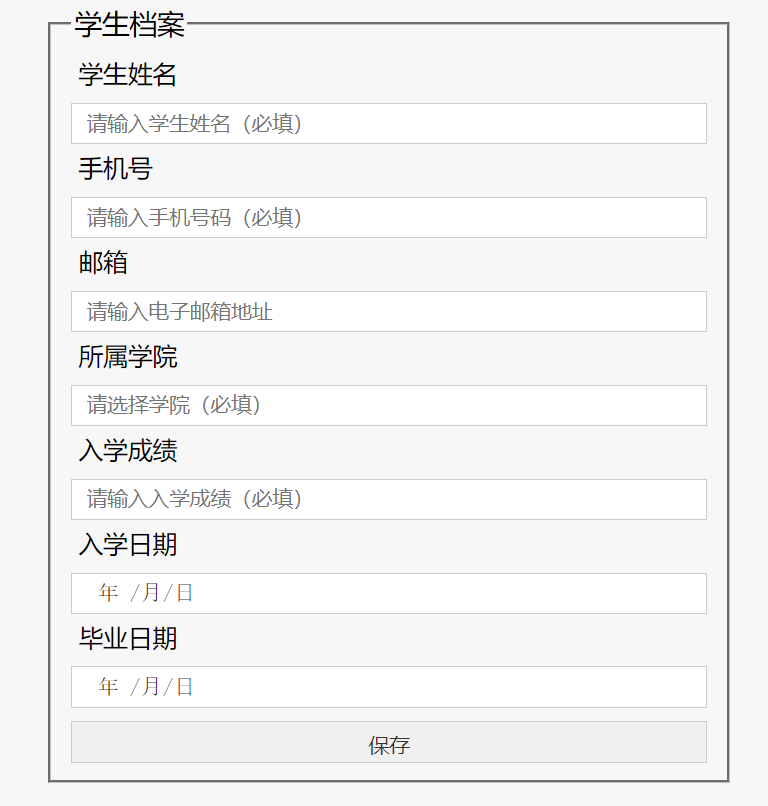 学生档案
学生姓名
请输入学生姓名（必填）
手机号
请输入手机号码（必填）
邮箱
请输入电子邮箱地址
所属学院
请选择学院（必填）
入学成绩
请输入入学成绩（必填）
入学日期
年 /月/日
毕业日期
年 /月/日
保存